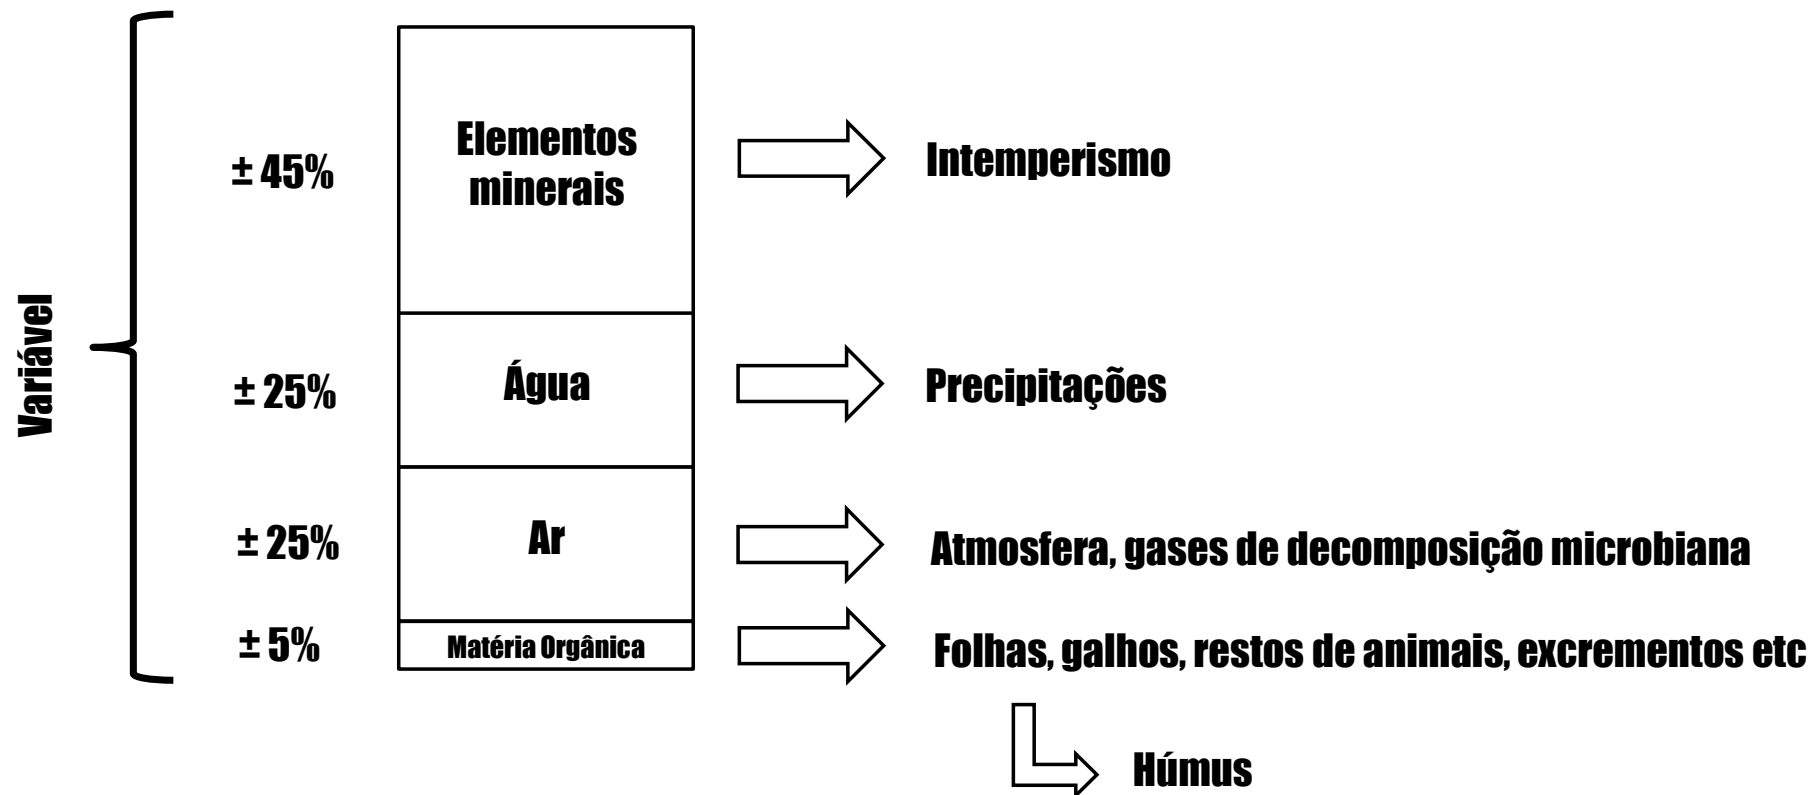 Variável
± 45%
Elementos
minerais
Intemperismo
± 25%
Água
Precipitações
± 25%
Ar
Atmosfera, gases de decomposição microbiana
± 5%
Matéria Orgânica
Folhas, galhos, restos de animais, excrementos etc
Húmus